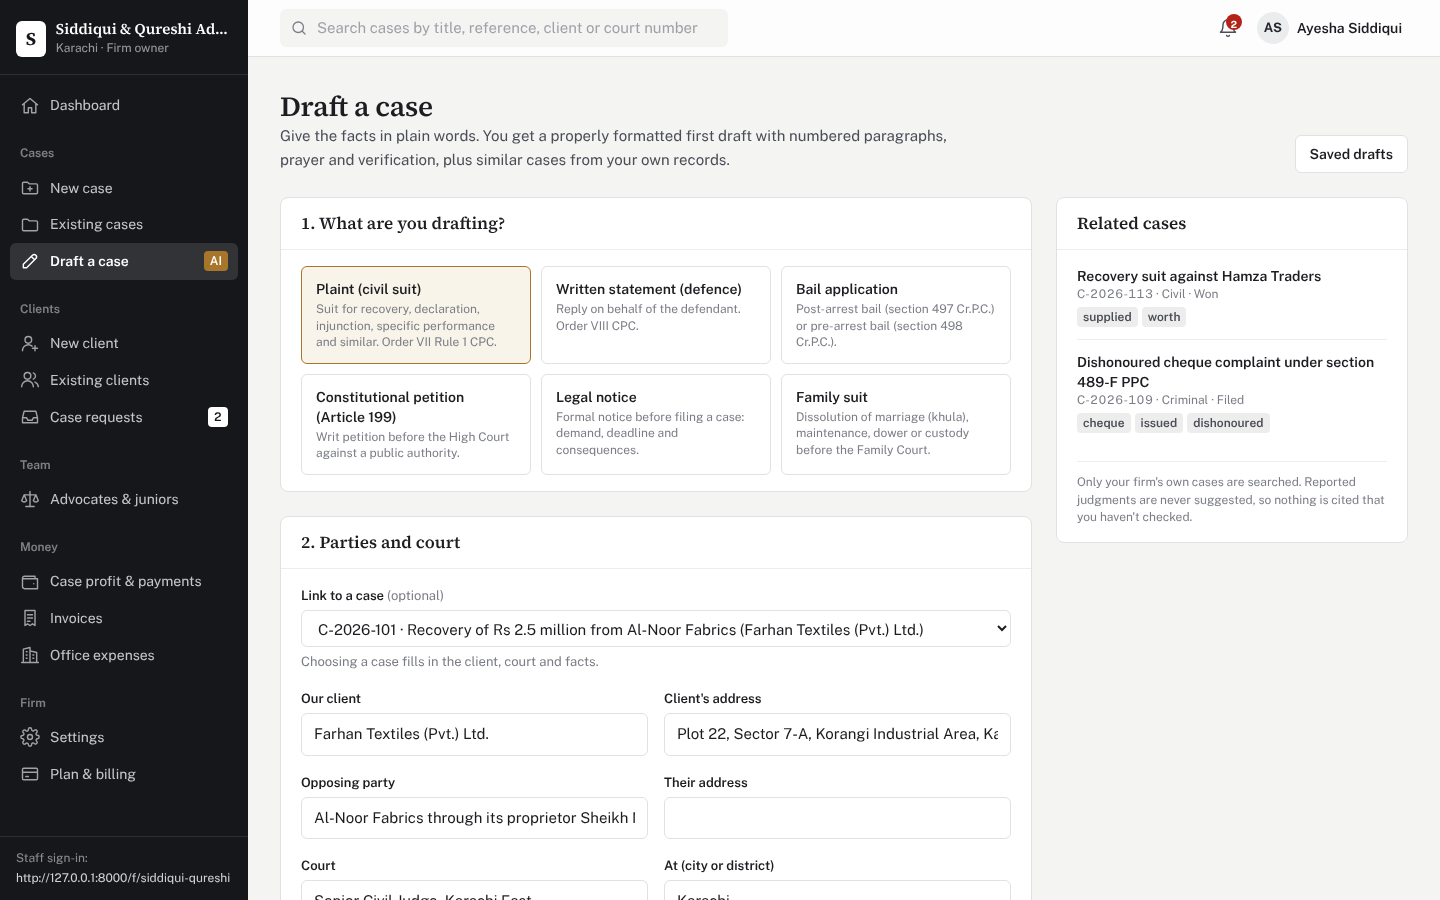 S
Siddiqui & Qureshi Ad...
Karachi · Firm owner
Dashboard
Cases
New case
Existing cases
Draft a case
AI
Clients
New client
Existing clients
Case requests
2
Team
Advocates & juniors
Money
Case profit & payments
Invoices
Office expenses
Firm
Settings
Plan & billing
Staff sign-in:
http://127.0.0.1:8000/f/siddiqui-qureshi
Search cases by title, reference, client or court number
2
AS
Ayesha Siddiqui
Draft a case
Give the facts in plain words. You get a properly formatted first draft with numbered paragraphs,
prayer and verification, plus similar cases from your own records.
Saved drafts
1. What are you drafting?
Plaint (civil suit)
Suit for recovery, declaration,
injunction, specific performance
and similar. Order VII Rule 1 CPC.
Written statement (defence)
Reply on behalf of the defendant.
Order VIII CPC.
Bail application
Post-arrest bail (section 497 Cr.P.C.)
or pre-arrest bail (section 498
Cr.P.C.).
Constitutional petition
(Article 199)
Writ petition before the High Court
against a public authority.
Legal notice
Formal notice before filing a case:
demand, deadline and
consequences.
Family suit
Dissolution of marriage (khula),
maintenance, dower or custody
before the Family Court.
2. Parties and court
Link to a case (optional)
C-2026-101 · Recovery of Rs 2.5 million from Al-Noor Fabrics (Farhan Textiles (Pvt.) Ltd.)
Choosing a case fills in the client, court and facts.
Our client
Client's address
Farhan Textiles (Pvt.) Ltd.
Plot 22, Sector 7-A, Korangi Industrial Area, Ka
Opposing party
Their address
Al-Noor Fabrics through its proprietor Sheikh
Court
At (city or district)
Senior Civil Judge, Karachi East
Karachi
Related cases
Recovery suit against Hamza Traders
C-2026-113 · Civil · Won
supplied worth
Dishonoured cheque complaint under section
489-F PPC
C-2026-109 · Criminal · Filed
cheque issued dishonoured
Only your firm's own cases are searched. Reported
judgments are never suggested, so nothing is cited that
you haven't checked.